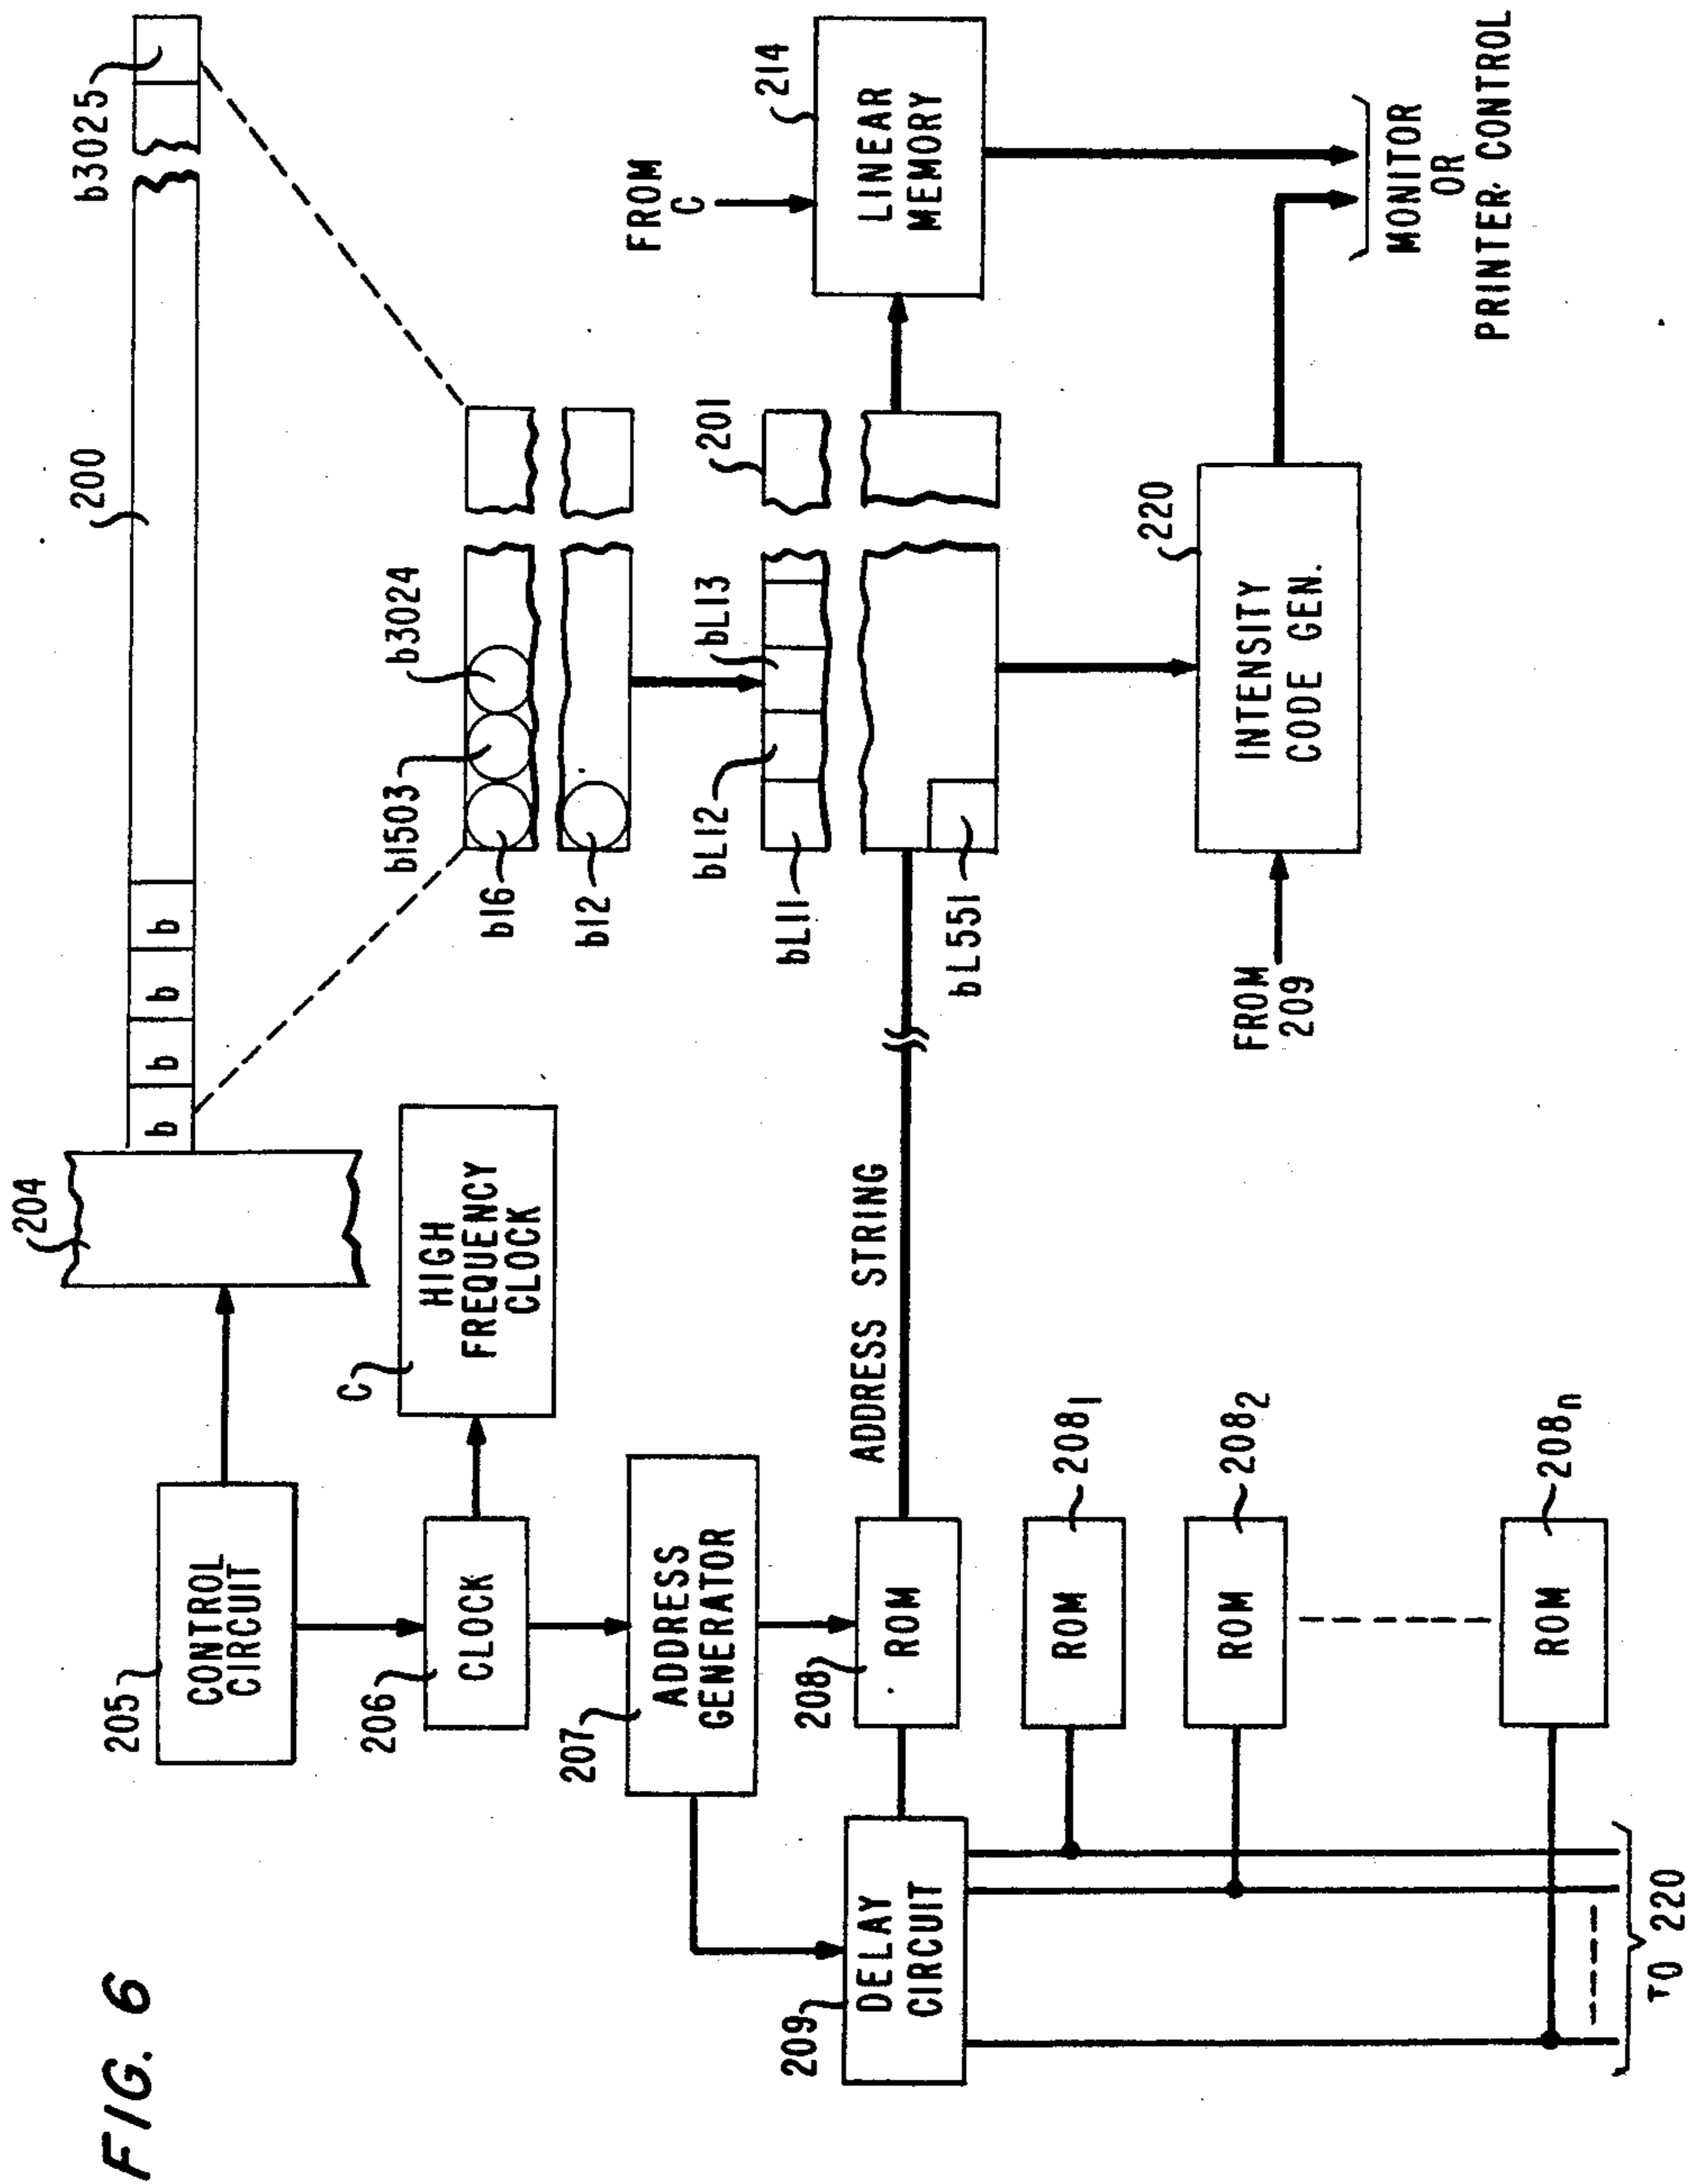 FIG. 6
204
200
b3025
b
b
b
b
205
CONTROL
CIRCUIT
C
HIGH
FREQUENCY
CLOCK
206
CLOCK
207
ADDRESS
GENERATOR
b16
b1503
b3024
b12
FROM
C
214
LINEAR
MEMORY
bL11
bL12
bL13
201
bL551
208
ROM
ADDRESS STRING
209
DELAY
CIRCUIT
ROM
208₁
ROM
208₂
ROM
208ₙ
TO 220
FROM
209
220
INTENSITY
CODE GEN.
MONITOR
OR
PRINTER CONTROL